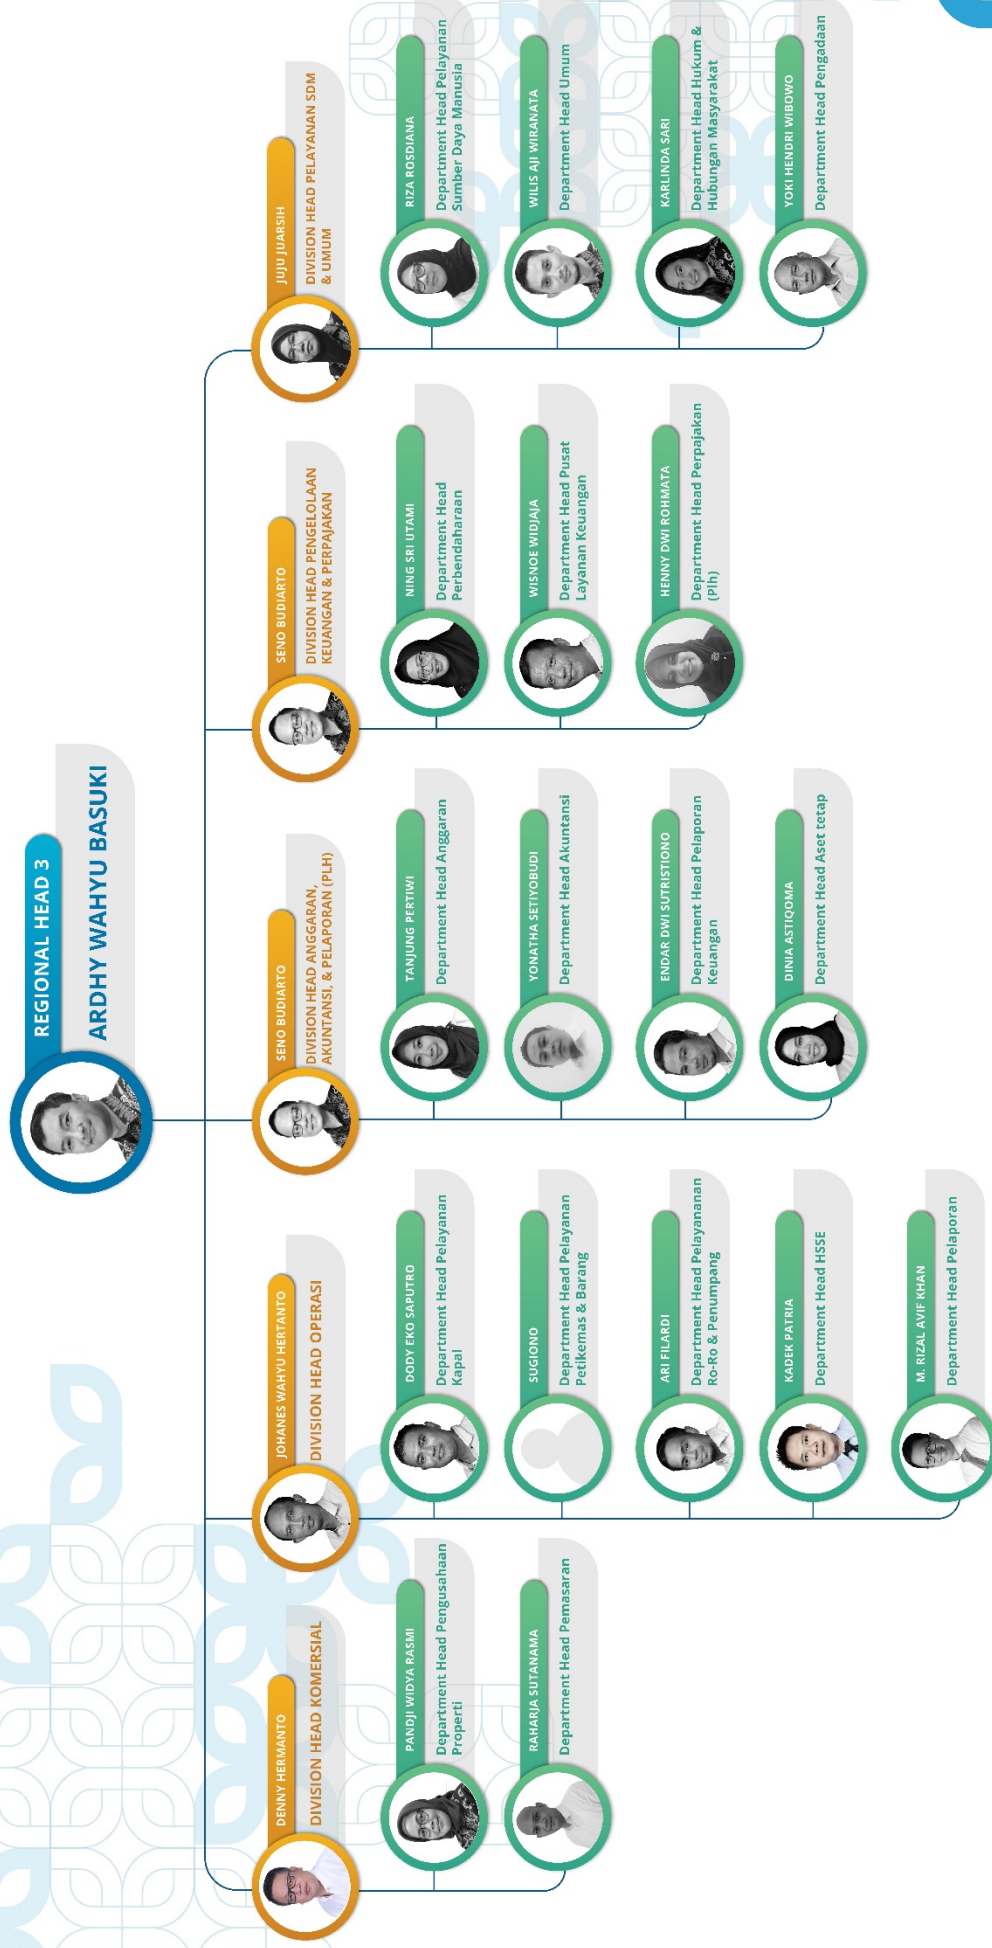 REGIONAL HEAD 3
ARDHY WAHYU BASUKI
DENNY HERMANTO
DIVISION HEAD KOMERSIAL
PANDJI WIDYA RASMI
Department Head Pengusahaan
Properti
RAHARJA SUTANAMA
Department Head Pemasaran
JOHANES WAHYU HERTANTO
DIVISION HEAD OPERASI
DODY EKO SAPUTRO
Department Head Pelayanan
Kapal
SUGIONO
Department Head Pelayanan
Petikemas & Barang
ARI FILARDI
Department Head Pelayananan
Ro-Ro & Penumpang
KADEK PATRIA
Department Head HSSE
M. RIZAL AVIF KHAN
Department Head Pelaporan
SENO BUDIARTO
DIVISION HEAD ANGGARAN,
AKUNTANSI, & PELAPORAN (PLH)
TANJUNG PERTIWI
Department Head Anggaran
YONATHA SETIYOBUDI
Department Head Akuntansi
ENDAR DWI SUTRISTIONO
Department Head Pelaporan
Keuangan
DINIA ASTIQOMA
Department Head Aset tetap
SENO BUDIARTO
DIVISION HEAD PENGELOLAAN
KEUANGAN & PERPAJAKAN
NING SRI UTAMI
Department Head
Perbendaharaan
WISNOE WIDJAJA
Department Head Pusat
Layanan Keuangan
HENNY DWI ROHMATA
Department Head Perpajakan
(Plh)
JUJU JUARSIH
DIVISION HEAD PELAYANAN SDM
& UMUM
RIZA ROSDIANA
Department Head Pelayanan
Sumber Daya Manusia
WILIS AJI WIRANATA
Department Head Umum
KARLINDA SARI
Department Head Hukum &
Hubungan Masyarakat
YOKI HENDRI WIBOWO
Department Head Pengadaan